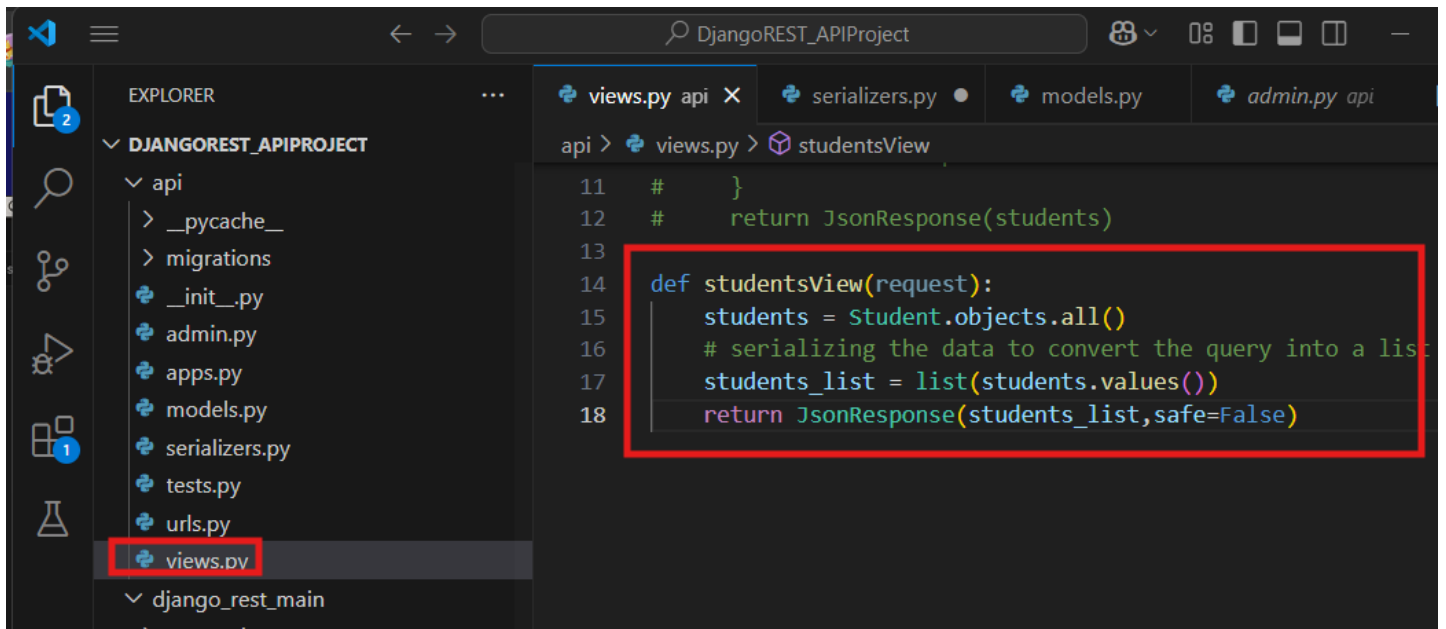 DjangoREST_APIProject
EXPLORER
2
DJANGOREST_APIPROJECT
api
__pycache__
migrations
__init__.py
admin.py
apps.py
models.py
serializers.py
1
tests.py
urls.py
views.py
django_rest_main
views.py api
serializers.py
models.py
admin.py api
api > views.py > studentsView
11 # }
12 # return JsonResponse(students)
13
14 def studentsView(request):
15 students = Student.objects.all()
16 # serializing the data to convert the query into a list
17 students_list = list(students.values())
18 return JsonResponse(students_list,safe=False)